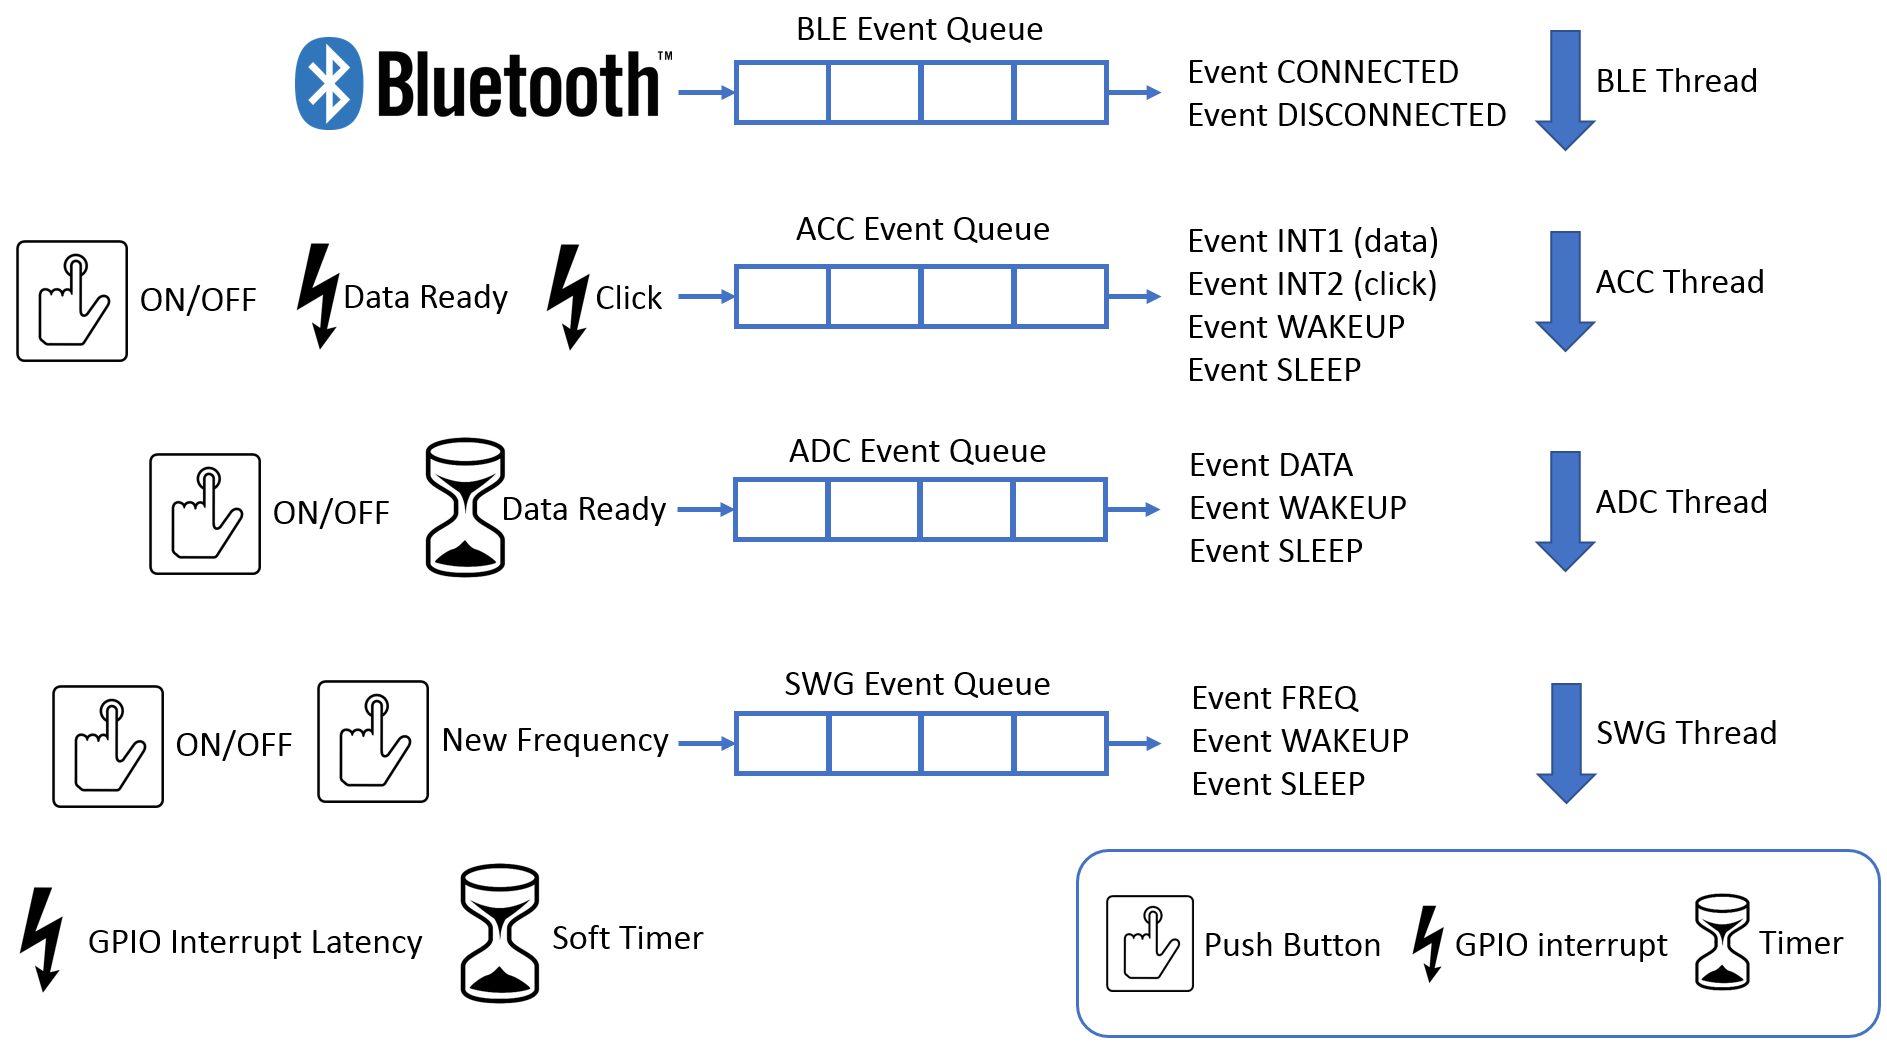 BLE Event Queue
Bluetooth™
Event CONNECTED
Event DISCONNECTED
BLE Thread
ACC Event Queue
ON/OFF
Data Ready
Click
Event INT1 (data)
Event INT2 (click)
Event WAKEUP
Event SLEEP
ACC Thread
ADC Event Queue
ON/OFF
Data Ready
Event DATA
Event WAKEUP
Event SLEEP
ADC Thread
SWG Event Queue
ON/OFF
New Frequency
Event FREQ
Event WAKEUP
Event SLEEP
SWG Thread
GPIO Interrupt Latency
Soft Timer
Push Button
GPIO interrupt
Timer